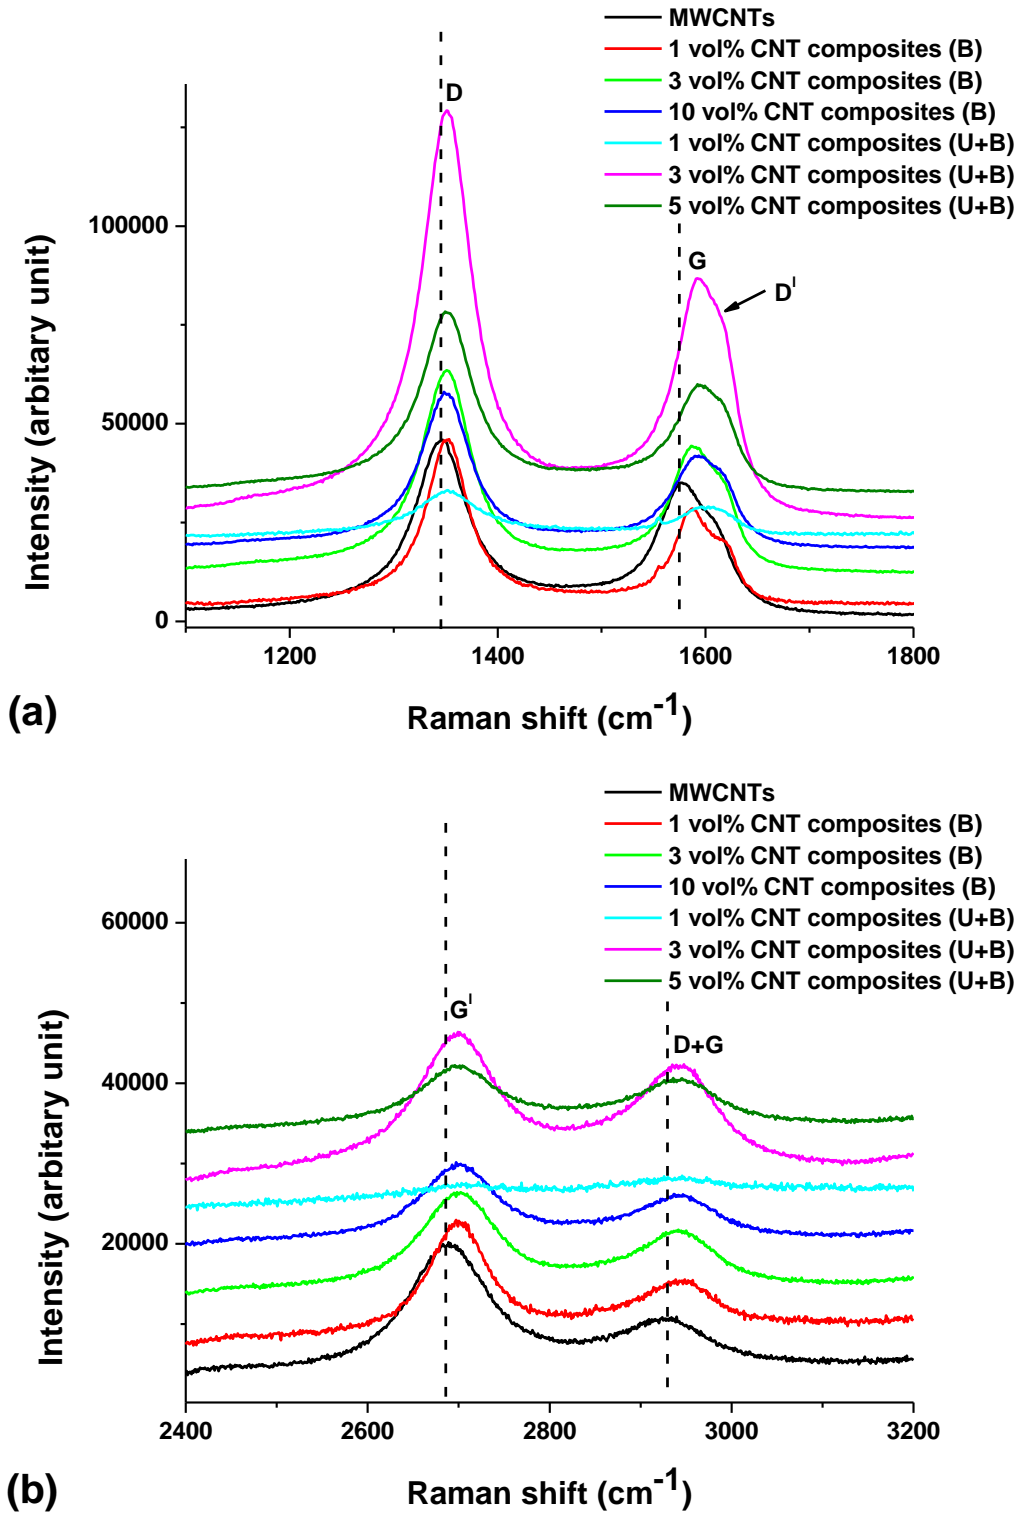 MWCNTs
1 vol% CNT composites (B)
3 vol% CNT composites (B)
10 vol% CNT composites (B)
1 vol% CNT composites (U+B)
3 vol% CNT composites (U+B)
5 vol% CNT composites (U+B)
D
G
D^I
100000
50000
0
Intensity (arbitary unit)
1200 1400 1600 1800
Raman shift (cm^-1)
(a)
MWCNTs
1 vol% CNT composites (B)
3 vol% CNT composites (B)
10 vol% CNT composites (B)
1 vol% CNT composites (U+B)
3 vol% CNT composites (U+B)
5 vol% CNT composites (U+B)
G^I
D+G
60000
40000
20000
Intensity (arbitary unit)
2400 2600 2800 3000 3200
Raman shift (cm^-1)
(b)